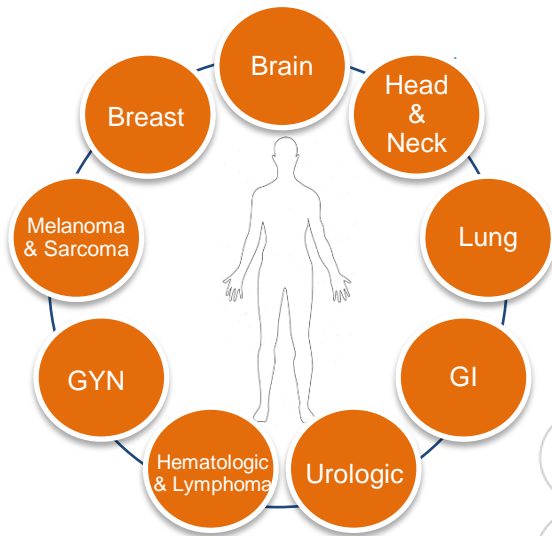 Brain
Head
&
Neck
Lung
GI
Urologic
Hematologic
& Lymphoma
GYN
Melanoma
& Sarcoma
Breast